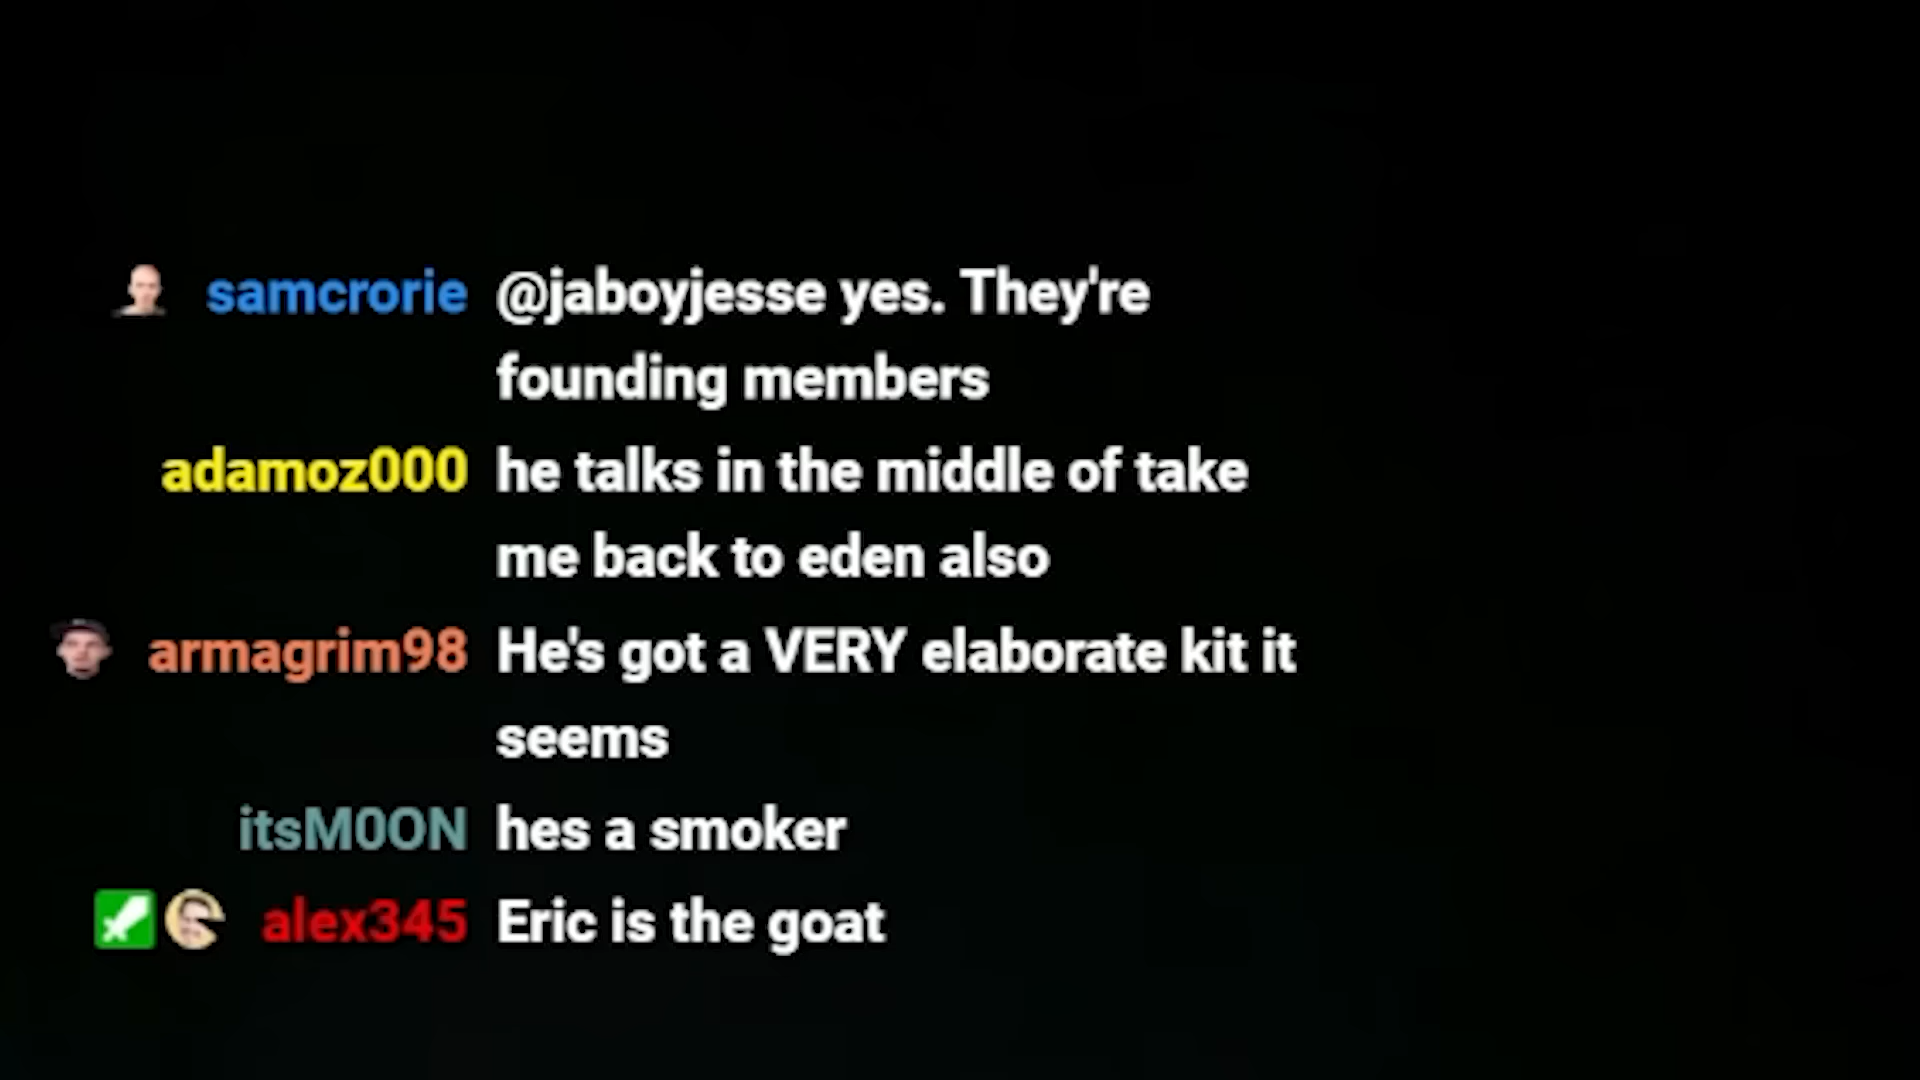 samcrorie @jaboyjesse yes. They're
founding members
adamoz000 he talks in the middle of take
me back to eden also
armagrim98 He's got a VERY elaborate kit it
seems
itsM0ON hes a smoker
alex345 Eric is the goat